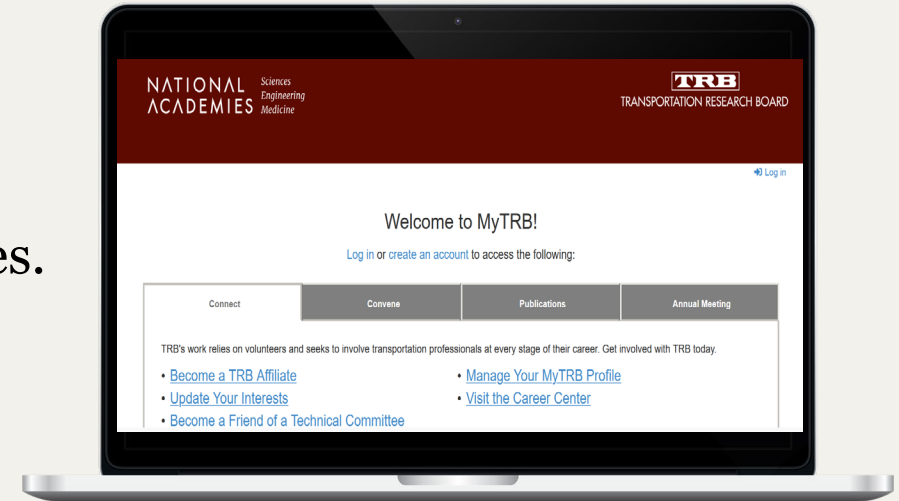 es.
NATIONAL
ACADEMIES
Sciences
Engineering
Medicine
TRB
TRANSPORTATION RESEARCH BOARD
Log in
Welcome to MyTRB!
Log in or create an account to access the following:
Connect
Convene
Publications
Annual Meeting
TRB's work relies on volunteers and seeks to involve transportation professionals at every stage of their career. Get involved with TRB today.
• Become a TRB Affiliate
• Update Your Interests
• Become a Friend of a Technical Committee
• Manage Your MyTRB Profile
• Visit the Career Center